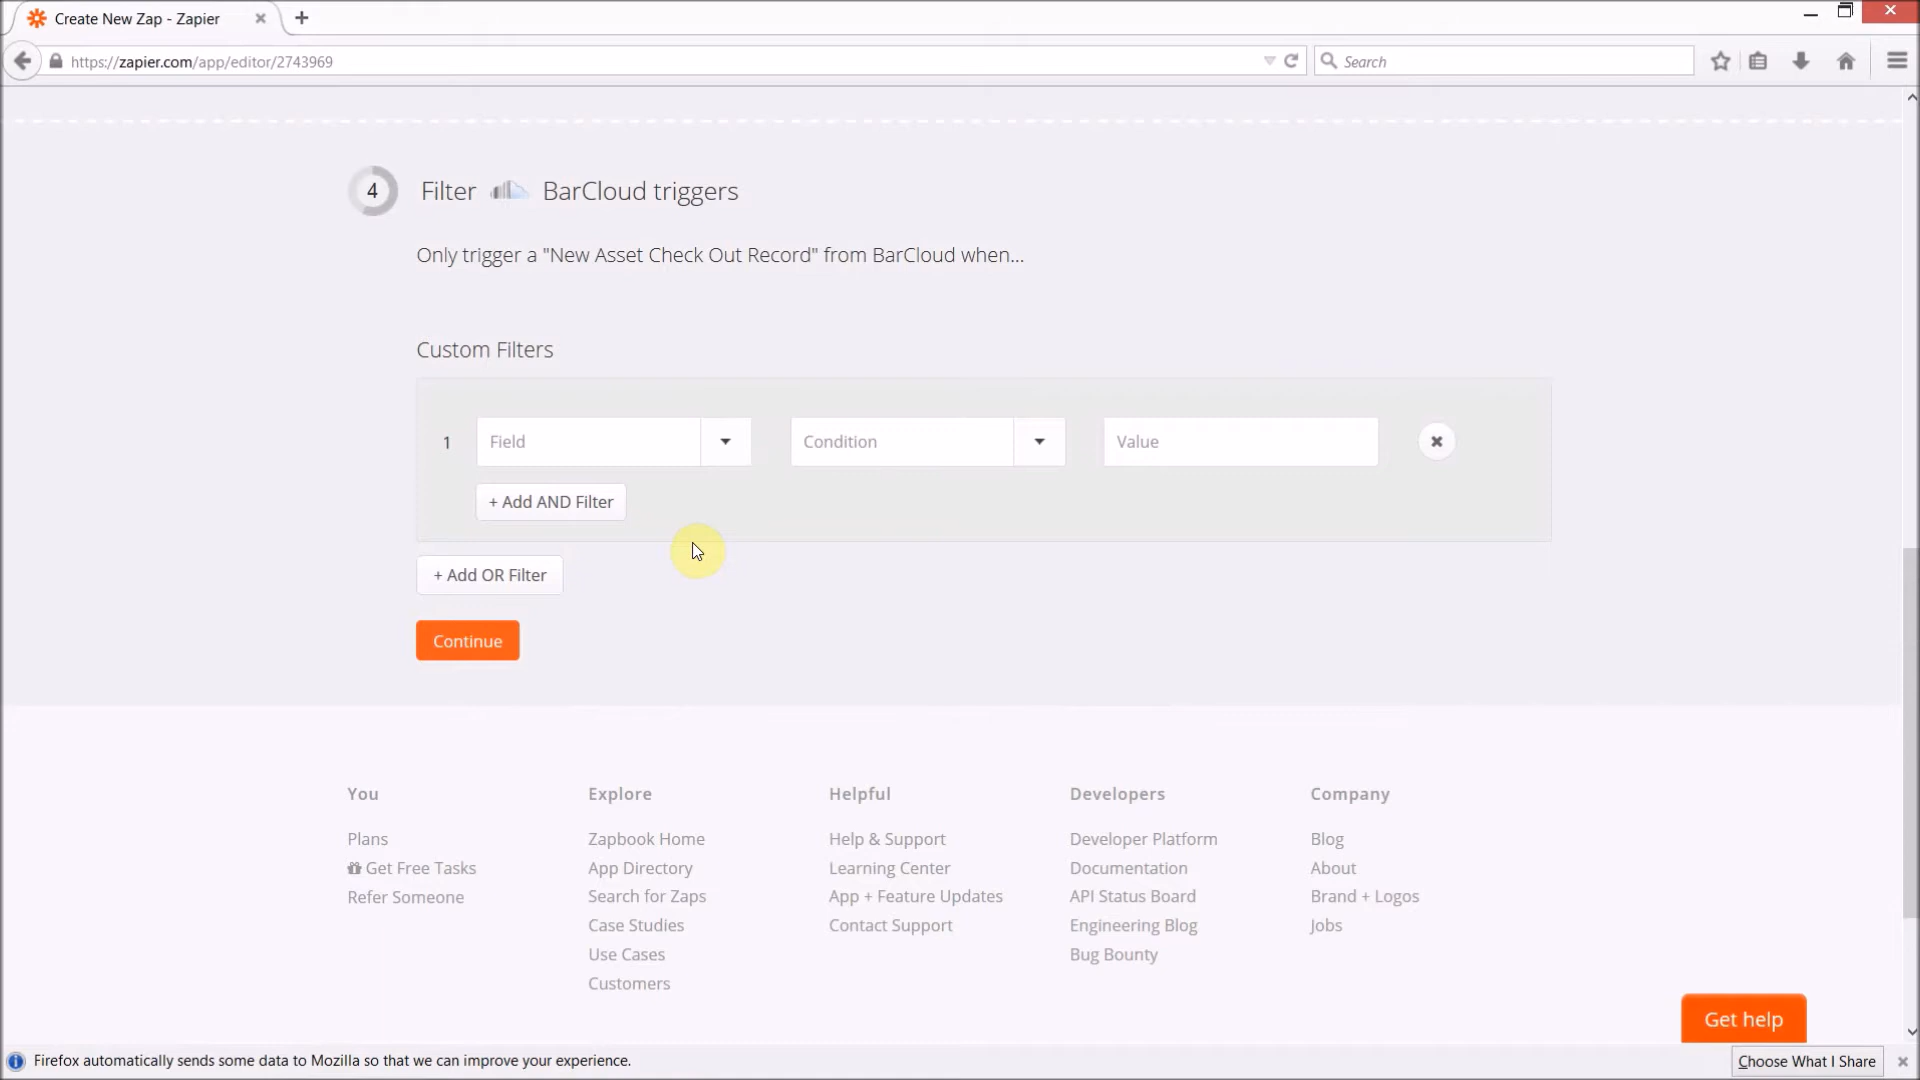 Create New Zap - Zapier
https://zapier.com/app/editor/2743969
Search
4
Filter BarCloud triggers
Only trigger a "New Asset Check Out Record" from BarCloud when...
Custom Filters
1 Field Condition Value
+ Add AND Filter
+ Add OR Filter
Continue
You
Plans
Get Free Tasks
Refer Someone
Explore
Zapbook Home
App Directory
Search for Zaps
Case Studies
Use Cases
Customers
Helpful
Help & Support
Learning Center
App + Feature Updates
Contact Support
Developers
Developer Platform
Documentation
API Status Board
Engineering Blog
Bug Bounty
Company
Blog
About
Brand + Logos
Jobs
Get help
Firefox automatically sends some data to Mozilla so that we can improve your experience.
Choose What I Share